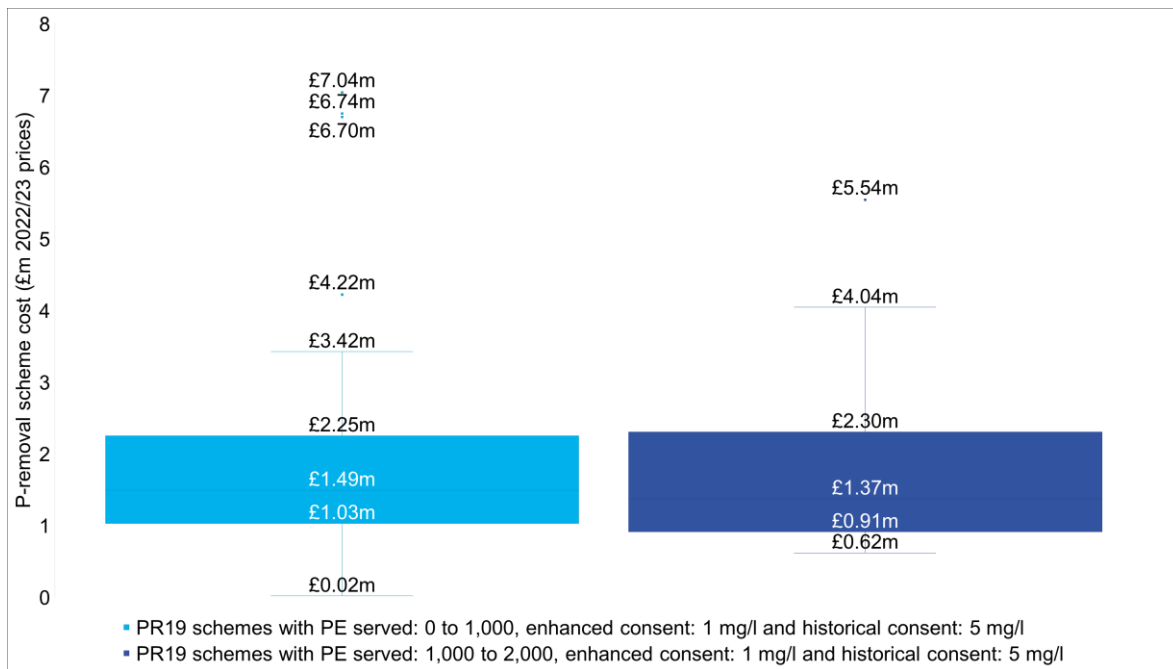 P-removal scheme cost (£m 2022/23 prices)
8
7
6
5
4
3
2
1
0
£7.04m
£6.74m
£6.70m
£4.22m
£3.42m
£2.25m
£1.49m
£1.03m
£0.02m
£5.54m
£4.04m
£2.30m
£1.37m
£0.91m
£0.62m
PR19 schemes with PE served: 0 to 1,000, enhanced consent: 1 mg/l and historical consent: 5 mg/l
PR19 schemes with PE served: 1,000 to 2,000, enhanced consent: 1 mg/l and historical consent: 5 mg/l